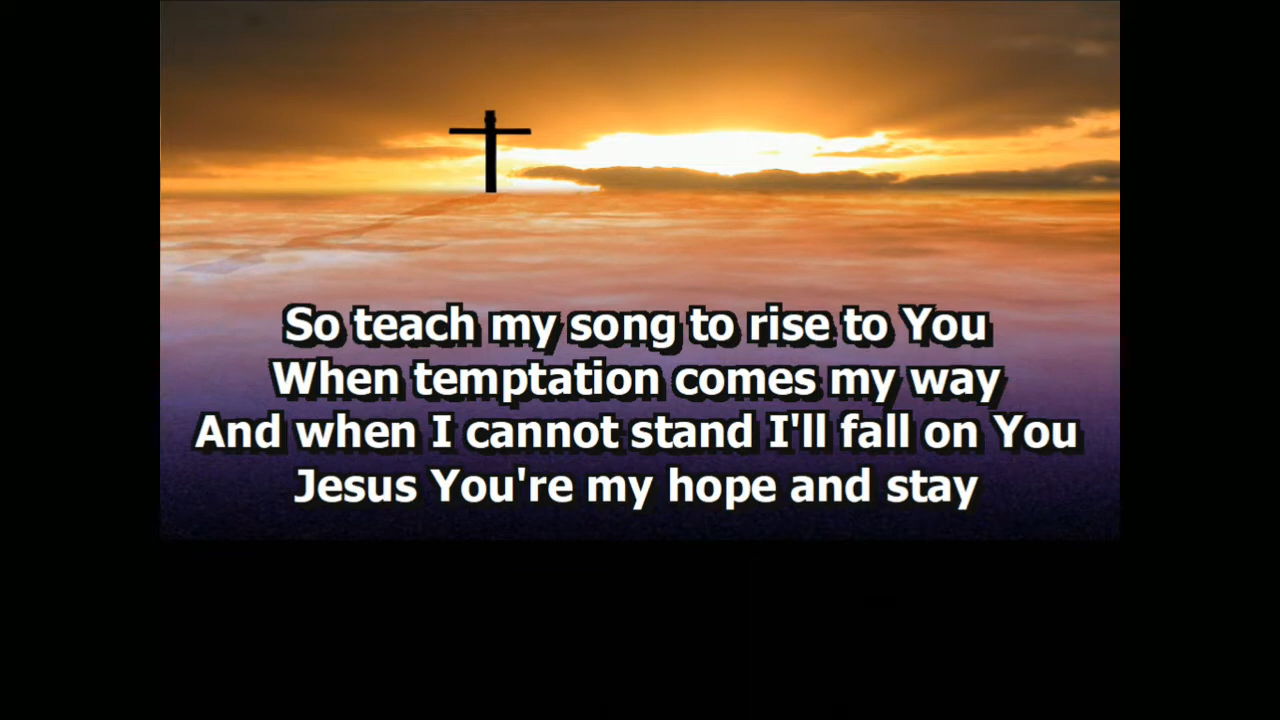 So teach my song to rise to You
When temptation comes my way
And when I cannot stand I'll fall on You
Jesus You're my hope and stay